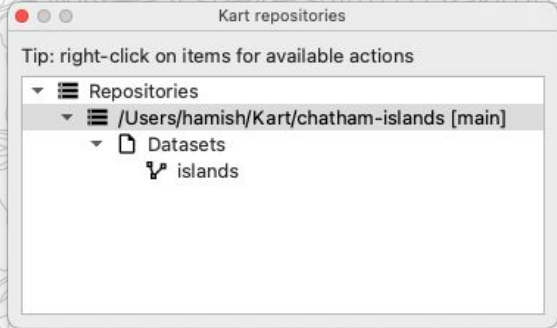 Kart repositories
Tip: right-click on items for available actions
Repositories
/Users/hamish/Kart/chatham-islands [main]
Datasets
islands